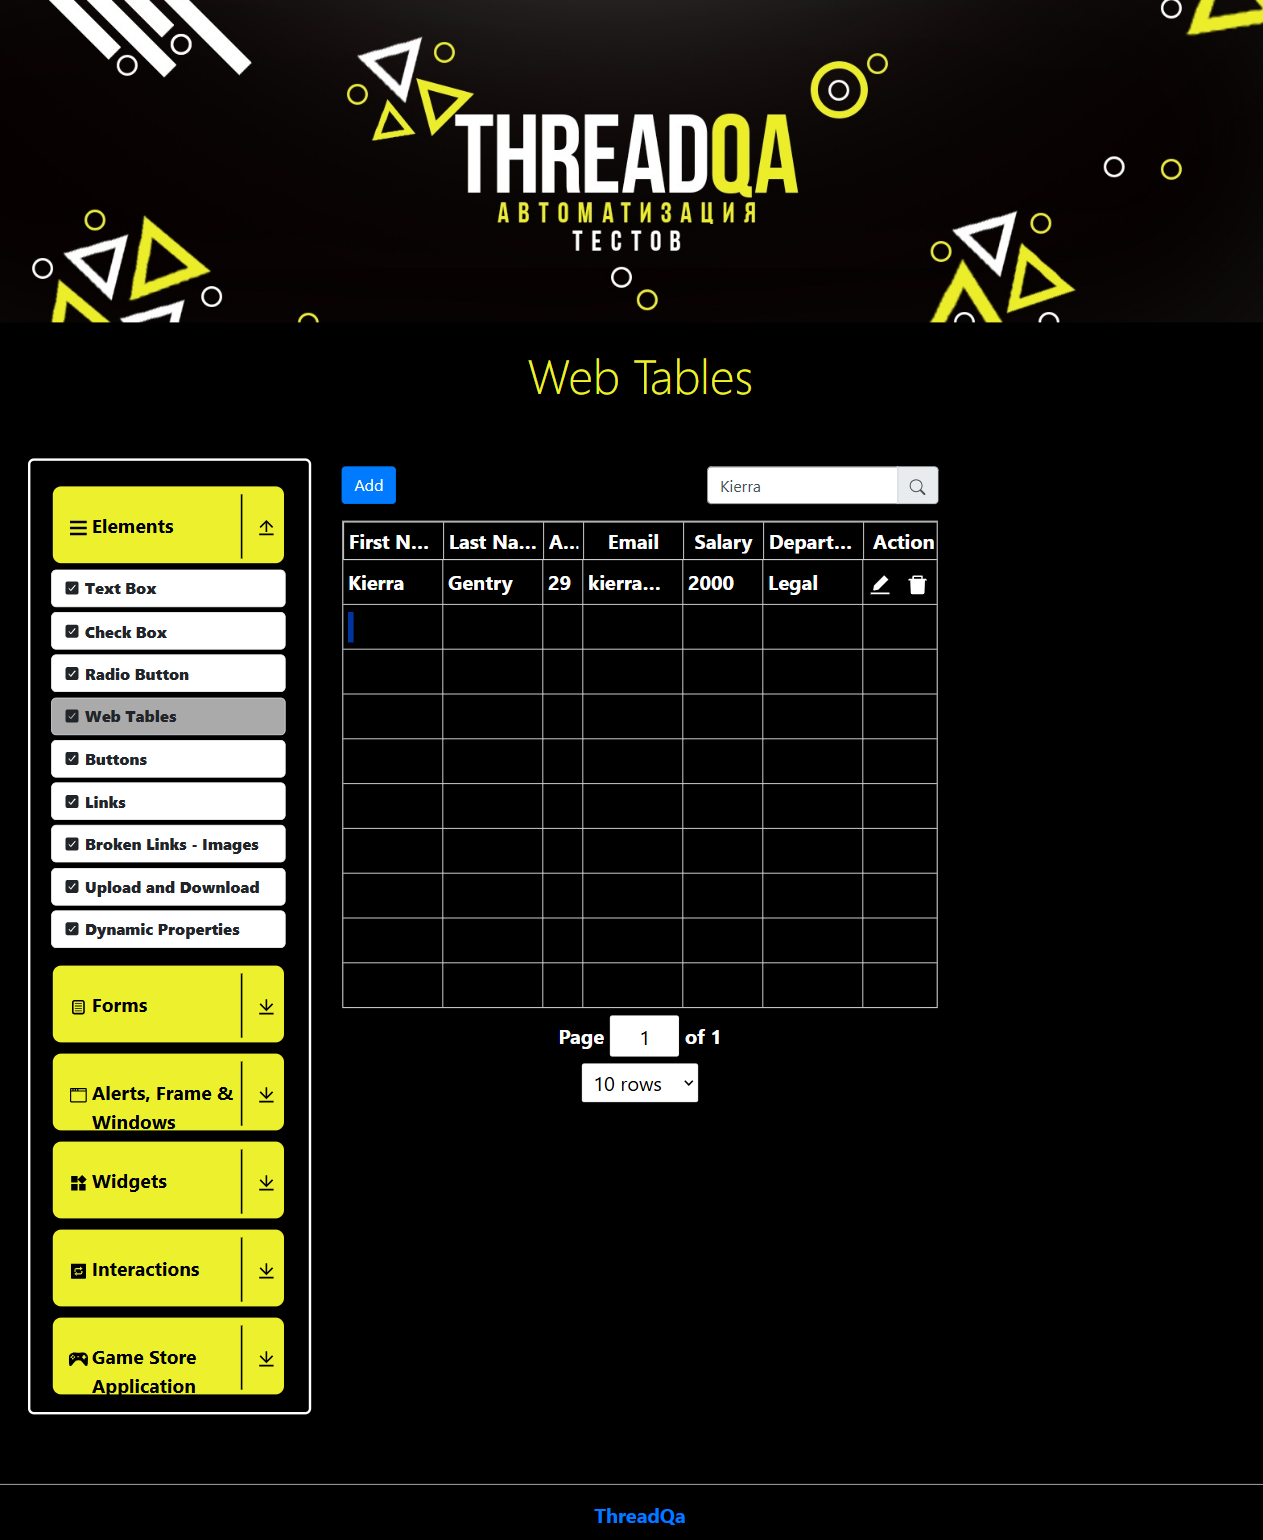 THREADQA
АВТОМАТИЗАЦИЯ
ТЕСТОВ
Web Tables
Elements
Text Box
Check Box
Radio Button
Web Tables
Buttons
Links
Broken Links - Images
Upload and Download
Dynamic Properties
Forms
Alerts, Frame &
Windows
Widgets
Interactions
Game Store
Application
Add
Kierra
First N... Last Na... A... Email Salary Depart... Action
Kierra Gentry 29 kierra... 2000 Legal
Page 1 of 1
10 rows
ThreadQa